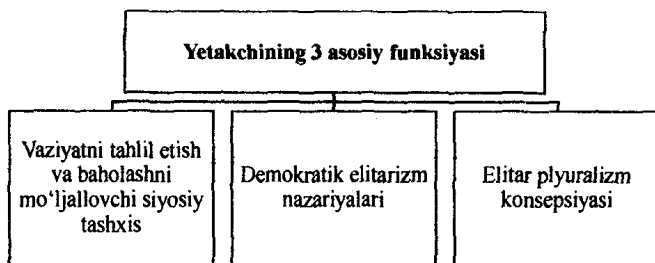 Yetakchining 3 asosiy funksiyasi
Vaziyatni tahlil etish
va baholashni
mo‘ljallovchi siyosiy
tashxis
Demokratik elitarizm
nazariyalari
Elitar plyuralizm
konsepsiyasi